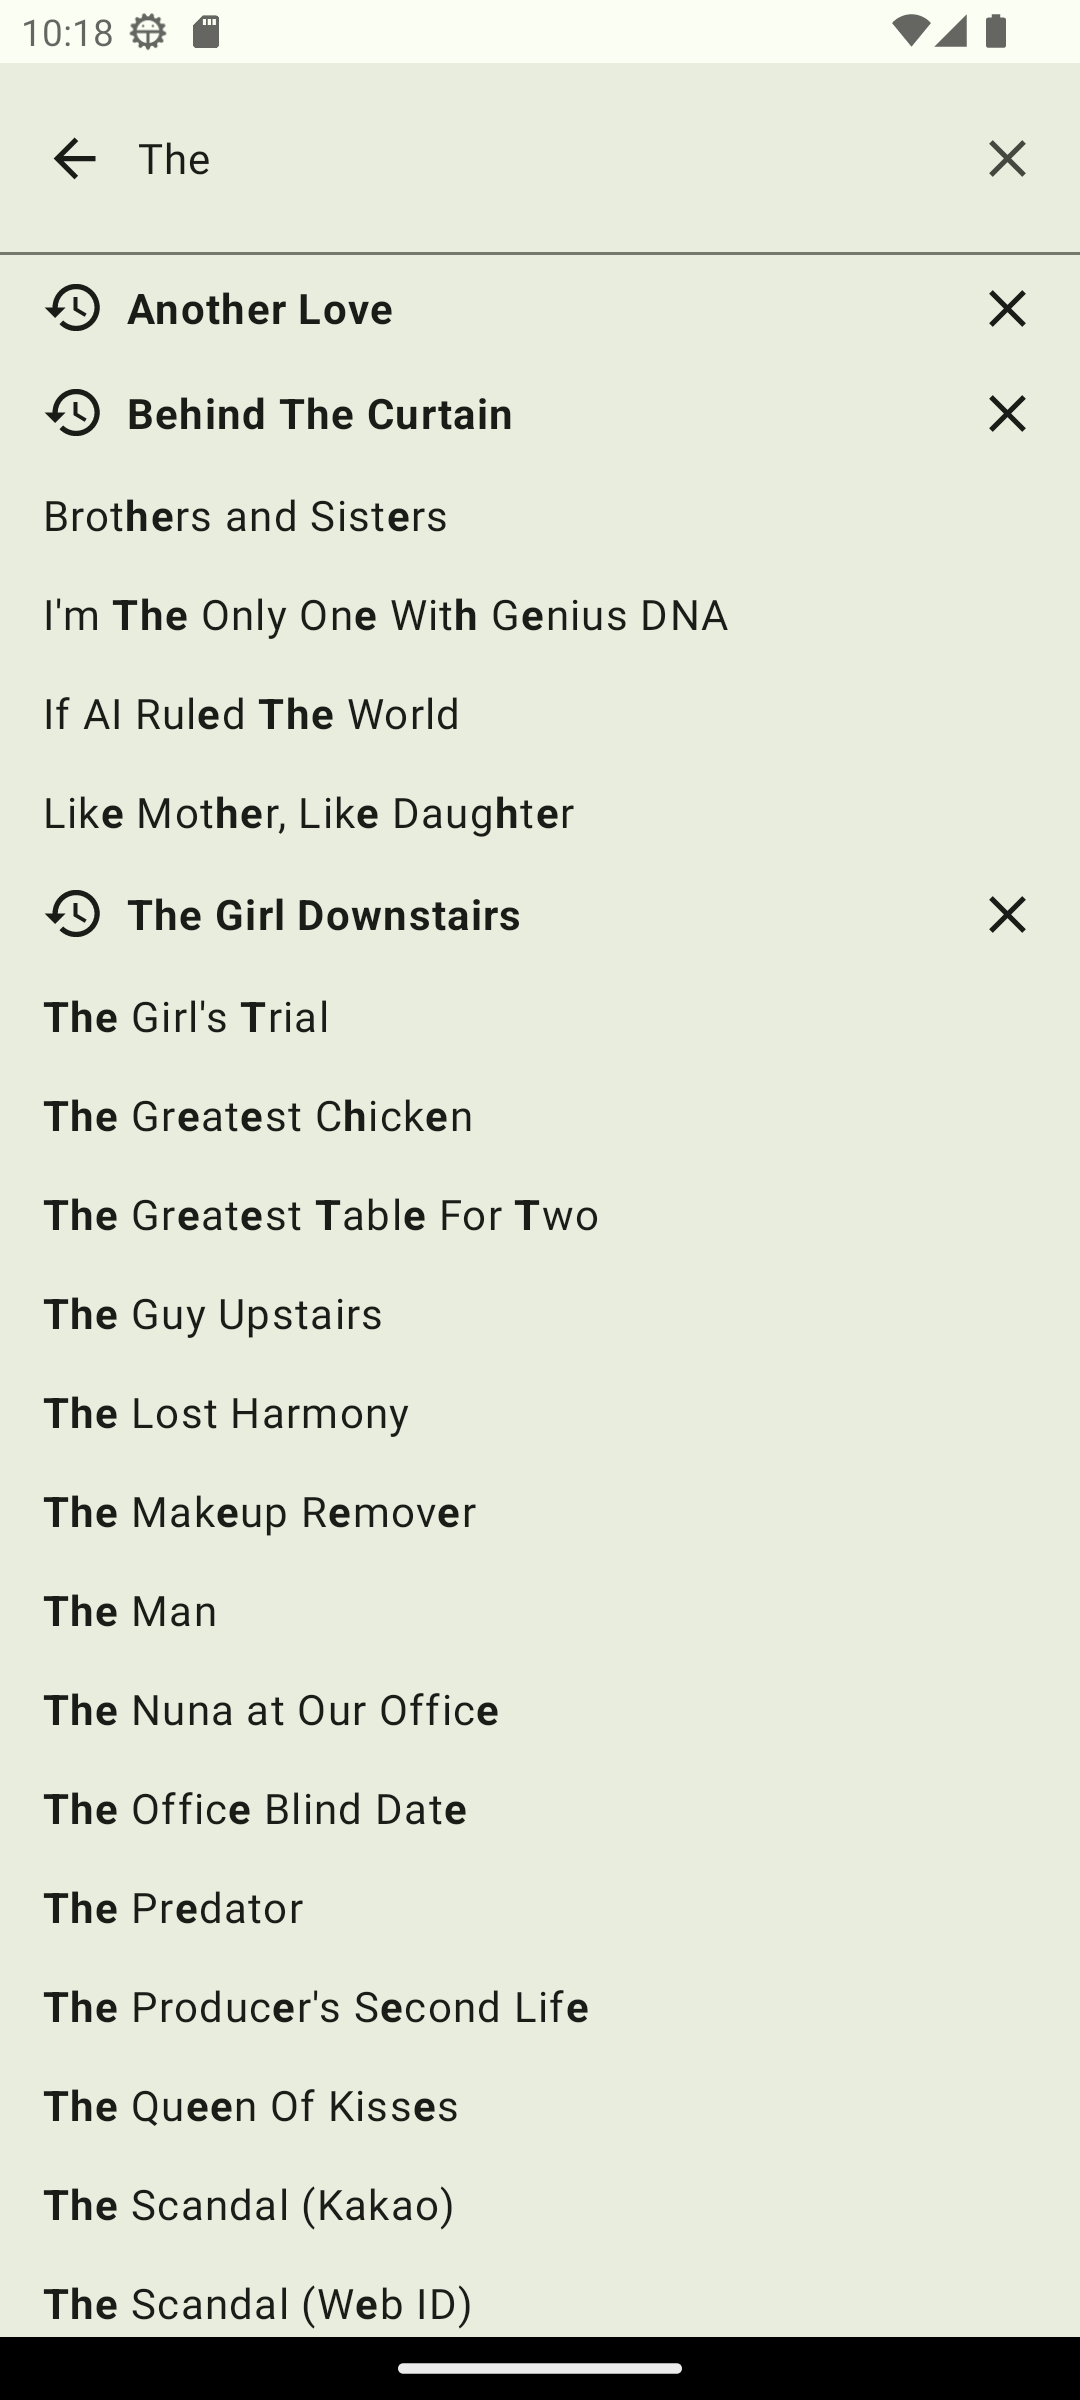 10:18
The
Another Love
Behind The Curtain
Brothers and Sisters
I'm The Only One With Genius DNA
If AI Ruled The World
Like Mother, Like Daughter
The Girl Downstairs
The Girl's Trial
The Greatest Chicken
The Greatest Table For Two
The Guy Upstairs
The Lost Harmony
The Makeup Remover
The Man
The Nuna at Our Office
The Office Blind Date
The Predator
The Producer's Second Life
The Queen Of Kisses
The Scandal (Kakao)
The Scandal (Web ID)